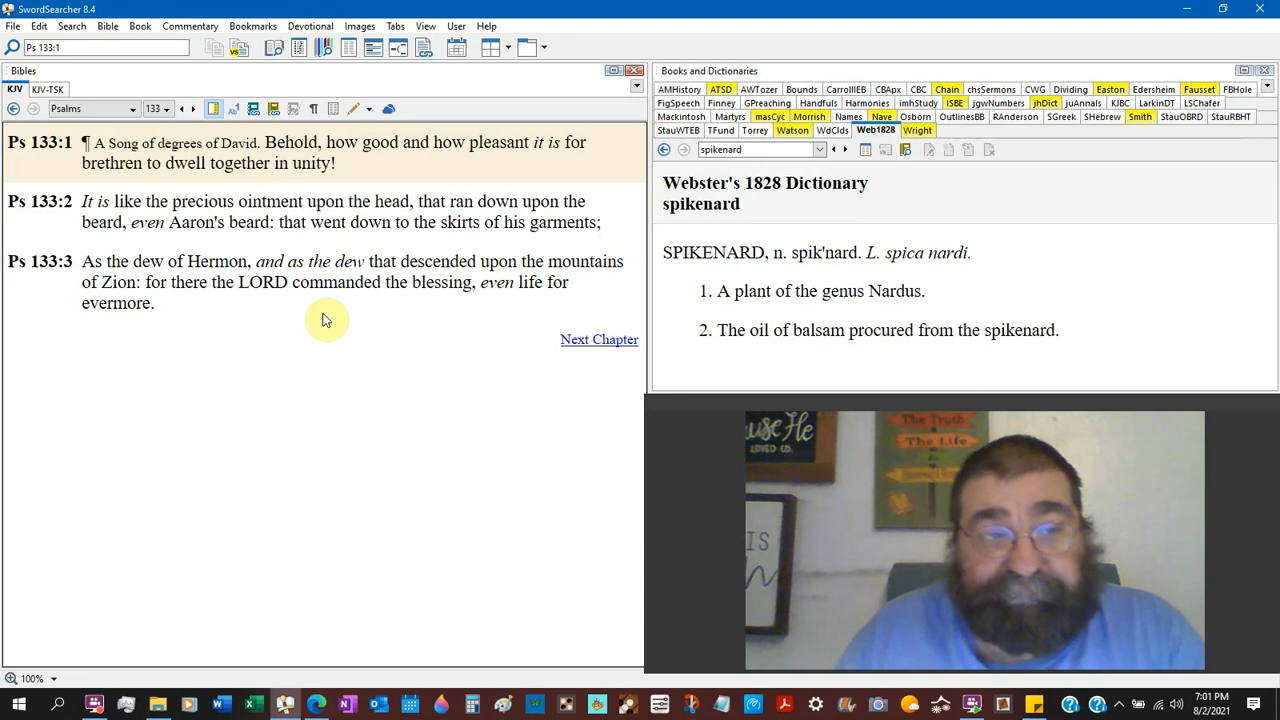 SwordSearcher 8.4
File Edit Search Bible Book Commentary Bookmarks Devotional Images Tabs View User Help
Ps 133:1
Bibles
KJV KJV-TSK
Psalms 133
Ps 133:1 ¶ A Song of degrees of David. Behold, how good and how pleasant it is for
brethren to dwell together in unity!
Ps 133:2 It is like the precious ointment upon the head, that ran down upon the
beard, even Aaron's beard: that went down to the skirts of his garments;
Ps 133:3 As the dew of Hermon, and as the dew that descended upon the mountains
of Zion: for there the LORD commanded the blessing, even life for
evermore.
Next Chapter
100%
Books and Dictionaries
AMHistory ATSD AWTozer Bounds CarrollIEB CBApx CBC Chain chsSermons CWG Dividing Easton Edersheim Fausset FBHole
FigSpeech Finney GPreaching Handfuls Harmonies imhStudy ISBE jgwNumbers jhDict juAnnals KJBC LarkinDT LSChafer
Mackintosh Martyrs masCyc Morrish Names Nave Osborn OutlinesBB RAnderson SGreek SHebrew Smith StauOBRD StauRBHT
StauWTEB TFund Torrey Watson WdClds Web1828 Wright
spikenard
Webster's 1828 Dictionary
spikenard
SPIKENARD, n. spik'nard. L. spica nardi.
1. A plant of the genus Nardus.
2. The oil of balsam procured from the spikenard.
use He
LOVED US.
The Truth
The Life
IS
7:01 PM
8/2/2021